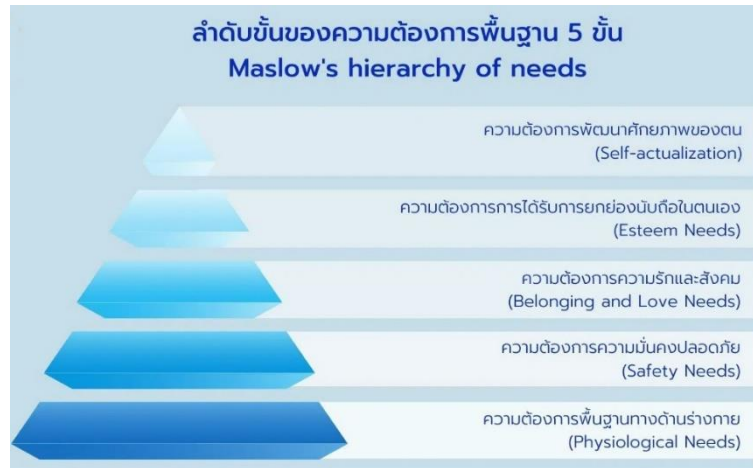 ลำดับขั้นของความต้องการพื้นฐาน 5 ขั้น
Maslow's hierarchy of needs
ความต้องการพัฒนาศักยภาพของตน
(Self-actualization)
ความต้องการการได้รับการยกย่องนับถือในตนเอง
(Esteem Needs)
ความต้องการความรักและสังคม
(Belonging and Love Needs)
ความต้องการความมั่นคงปลอดภัย
(Safety Needs)
ความต้องการพื้นฐานทางด้านร่างกาย
(Physiological Needs)